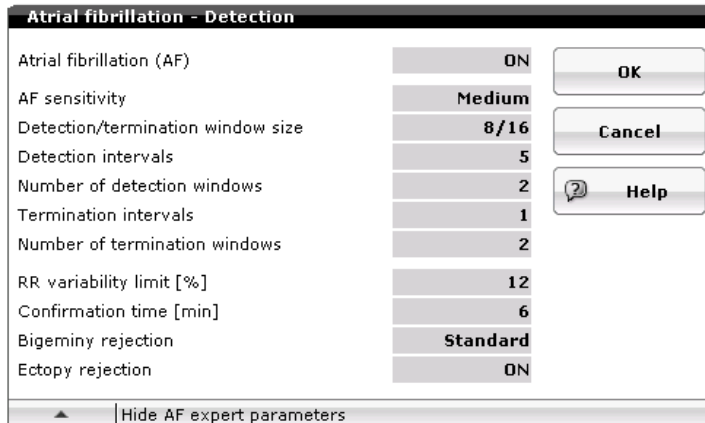 Atrial fibrillation - Detection
Atrial fibrillation (AF) ON
OK
AF sensitivity Medium
Detection/termination window size 8/16
Cancel
Detection intervals 5
Number of detection windows 2
Help
Termination intervals 1
Number of termination windows 2
RR variability limit [%] 12
Confirmation time [min] 6
Bigeminy rejection Standard
Ectopy rejection ON
Hide AF expert parameters